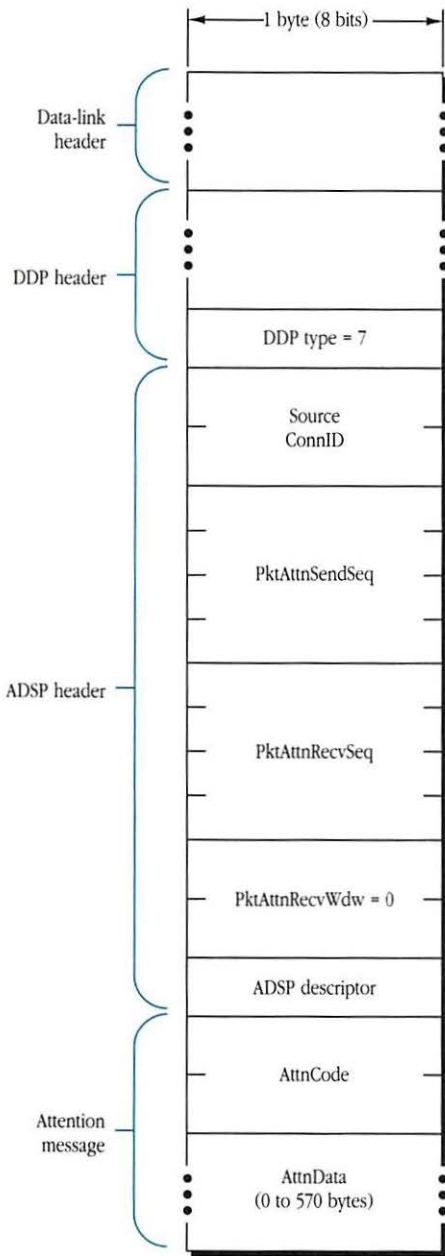 1 byte (8 bits)
Data-link
header
DDP header
DDP type = 7
Source
ConnID
PktAttnSendSeq
ADSP header
PktAttnRecvSeq
PktAttnRecvWdw = 0
ADSP descriptor
AttnCode
Attention
message
AttnData
(0 to 570 bytes)